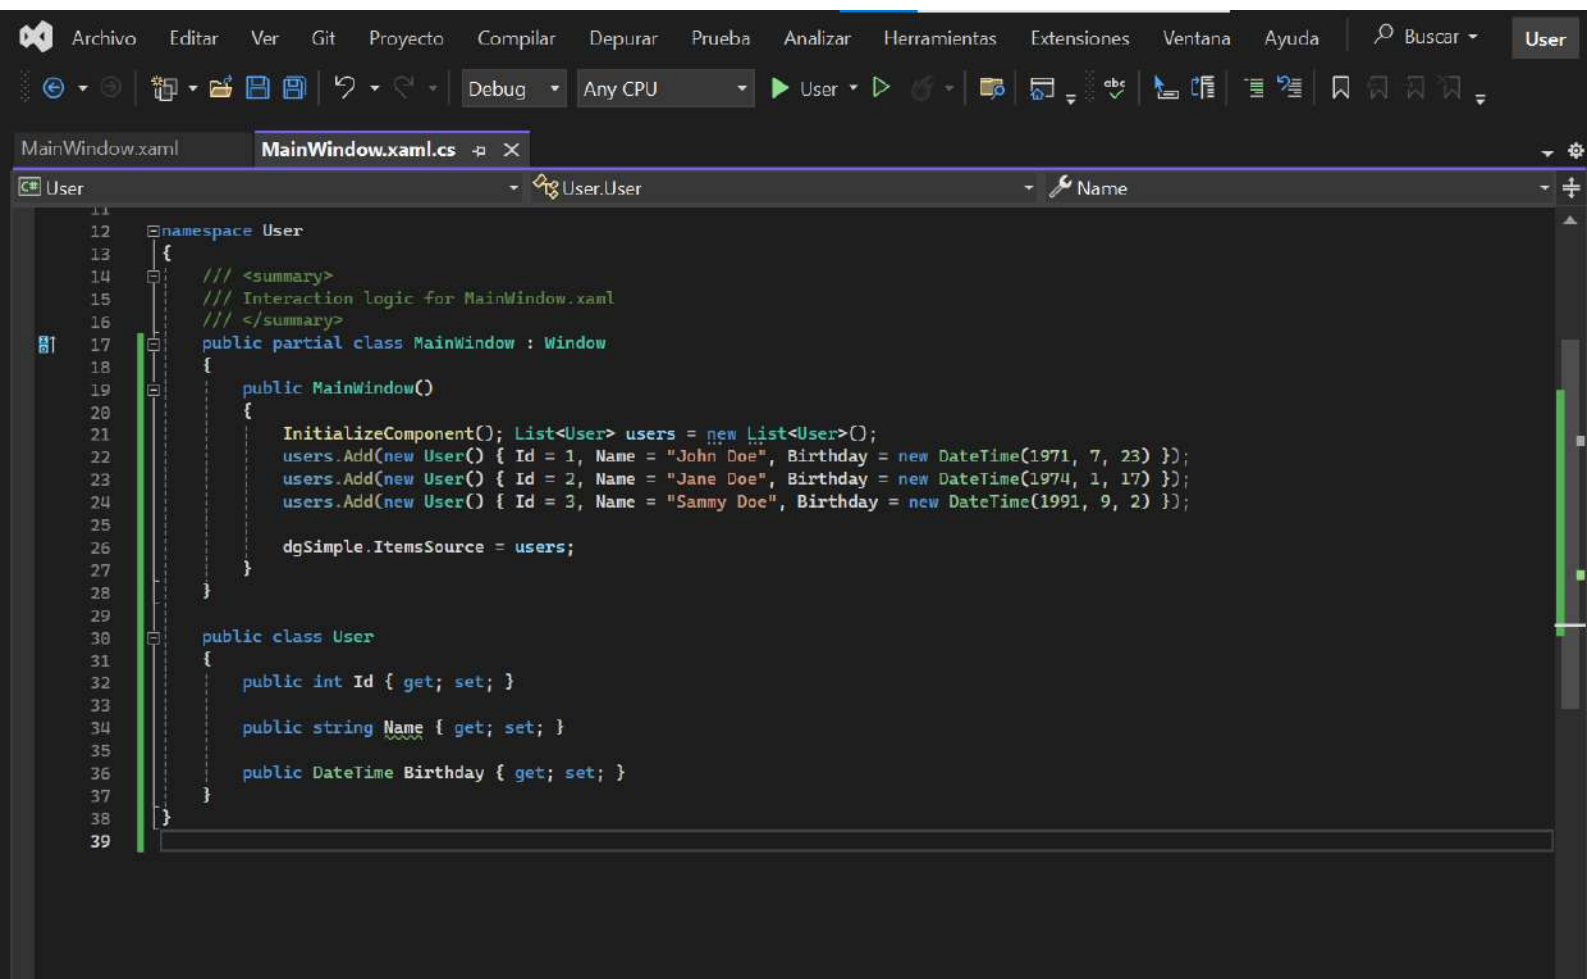 Archivo Editar Ver Git Proyecto Compilar Depurar Prueba Analizar Herramientas Extensiones Ventana Ayuda Buscar User
Debug Any CPU User abc
MainWindow.xaml MainWindow.xaml.cs
C# User User.User Name
11
12 namespace User
13 {
14 /// <summary>
15 /// Interaction logic for MainWindow.xaml
16 /// </summary>
17 public partial class MainWindow : Window
18 {
19 public MainWindow()
20 {
21 InitializeComponent(); List<User> users = new List<User>();
22 users.Add(new User() { Id = 1, Name = "John Doe", Birthday = new DateTime(1971, 7, 23) });
23 users.Add(new User() { Id = 2, Name = "Jane Doe", Birthday = new DateTime(1974, 1, 17) });
24 users.Add(new User() { Id = 3, Name = "Sammy Doe", Birthday = new DateTime(1991, 9, 2) });
25
26 dgSimple.ItemsSource = users;
27 }
28 }
29
30 public class User
31 {
32 public int Id { get; set; }
33
34 public string Name { get; set; }
35
36 public DateTime Birthday { get; set; }
37 }
38 }
39